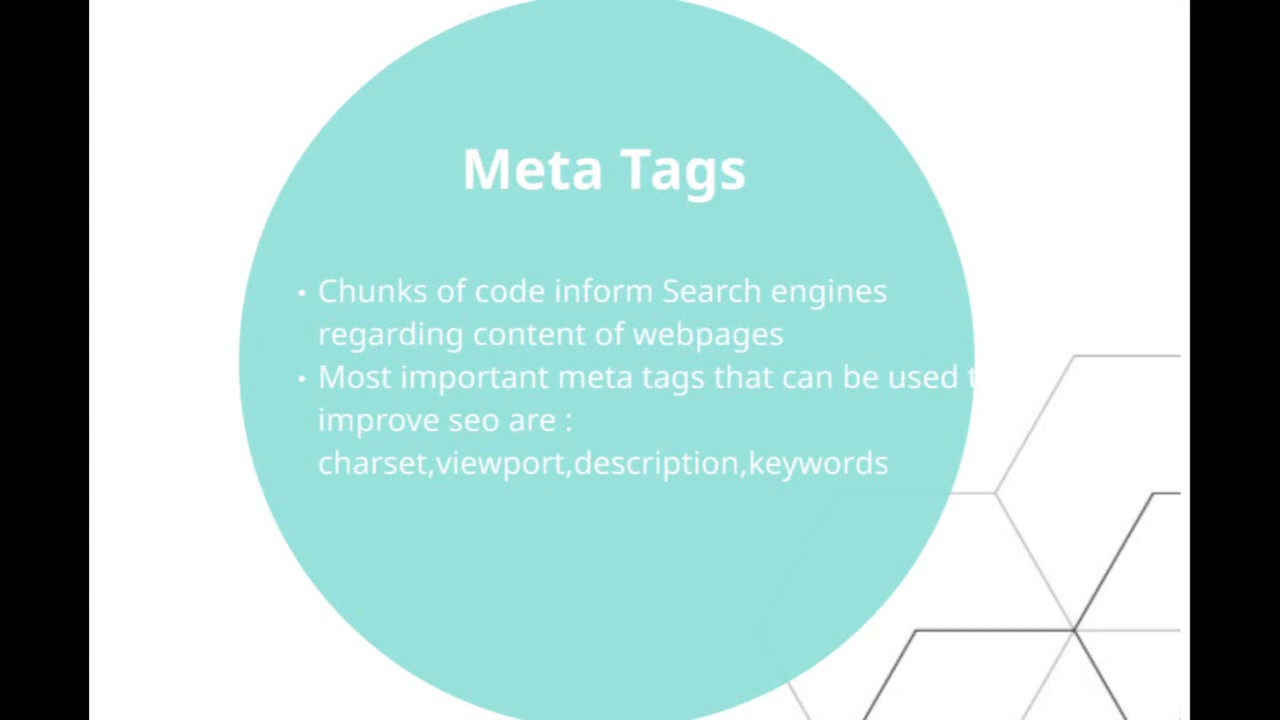 Meta Tags
• Chunks of code inform Search engines
regarding content of webpages
• Most important meta tags that can be used t
improve seo are :
charset,viewport,description,keywords